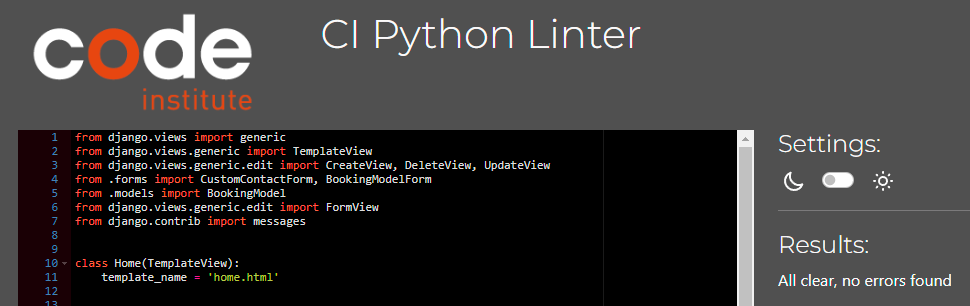 code
institute
CI Python Linter
1 from django.views import generic
2 from django.views.generic import TemplateView
3 from django.views.generic.edit import CreateView, DeleteView, UpdateView
4 from .forms import CustomContactForm, BookingModelForm
5 from .models import BookingModel
6 from django.views.generic.edit import FormView
7 from django.contrib import messages
8
9
10 class Home(TemplateView):
11     template_name = 'home.html'
12
13
Settings:
Results:
All clear, no errors found